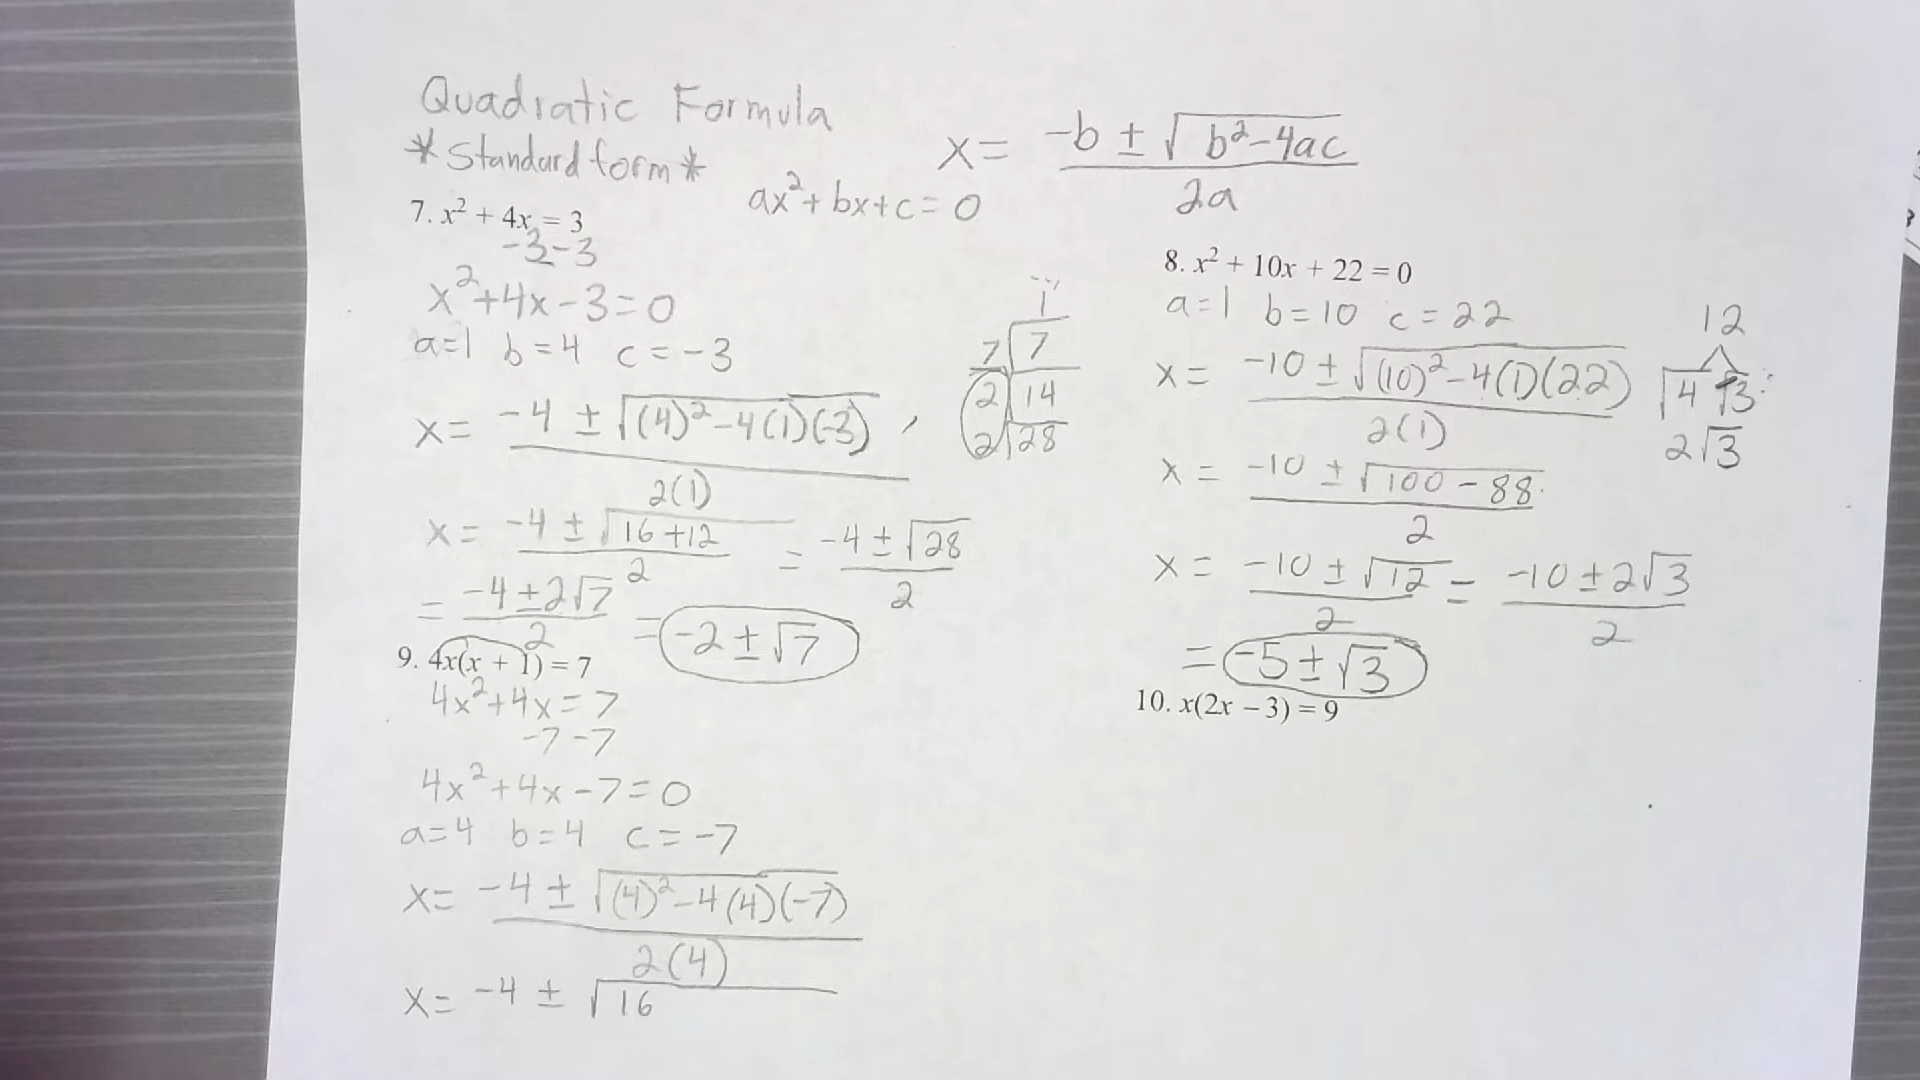 Quadratic Formula
*Standard form*
ax²+bx+c=0
x= -b ± √b²-4ac
2a
7. x² + 4x = 3
-3 -3
x²+4x-3=0
a=1 b=4 c=-3
x= -4 ± √(4)²-4(1)(-3)
2(1)
x= -4 ± √16+12
2
= -4±√28
2
= -4±2√7
2
= -2±√7
1
7√7
2√14
2√28
8. x² + 10x + 22 = 0
a=1 b=10 c=22
x= -10 ± √(10)²-4(1)(22)
2(1)
x= -10 ± √100-88
2
x= -10 ± √12
2
= -10±2√3
2
= -5±√3
12
√4 √3
2√3
9. 4x(x + 1) = 7
4x²+4x=7
-7 -7
4x²+4x-7=0
a=4 b=4 c=-7
x= -4 ± √(4)²-4(4)(-7)
2(4)
x= -4 ± √16
10. x(2x − 3) = 9